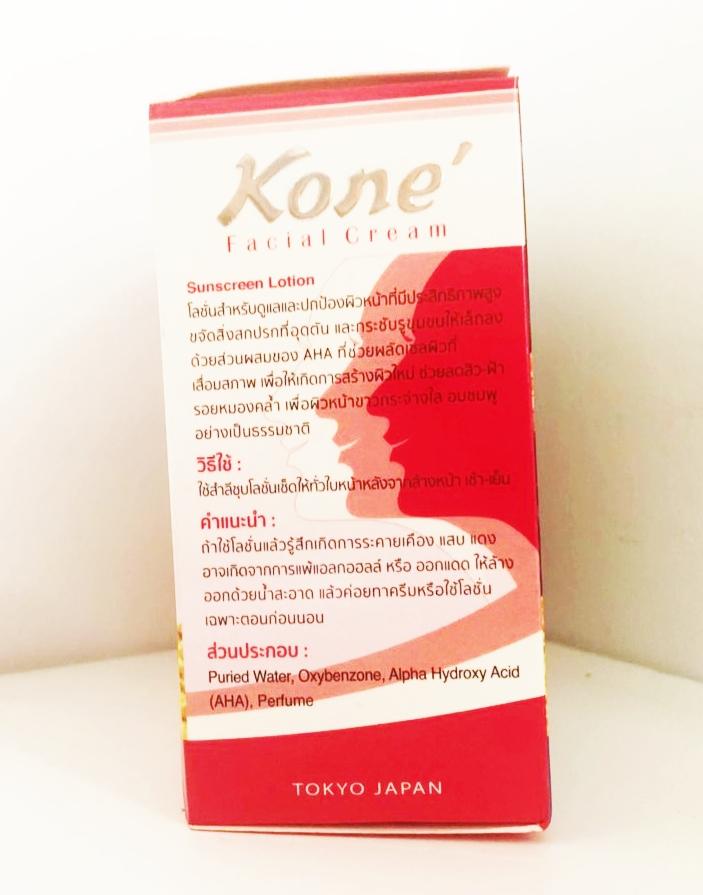 Kone'
Facial Cream
Sunscreen Lotion
โลชั่นสำหรับดูแลและปกป้องผิวหน้าที่มีประสิทธิภาพสูง
ขจัดสิ่งสกปรกที่อุดตัน และกระชับรูขุมขนให้เล็กลง
ด้วยส่วนผสมของ AHA ที่ช่วยผลัดเซลผิวที่
เสื่อมสภาพ เพื่อให้เกิดการสร้างผิวใหม่ ช่วยลดสิว-ฝ้า
รอยหมองคล้ำ เพื่อผิวหน้าขาวกระจ่างใส อมชมพู
อย่างเป็นธรรมชาติ
วิธีใช้ :
ใช้สำลีชุบโลชั่นเช็ดให้ทั่วใบหน้าหลังจากล้างหน้า เช้า-เย็น
คำแนะนำ :
ถ้าใช้โลชั่นแล้วรู้สึกเกิดการระคายเคือง แสบ แดง
อาจเกิดจากการแพ้แอลกอฮลล์ หรือ ออกแดด ให้ล้าง
ออกด้วยน้ำสะอาด แล้วค่อยทาครีมหรือใช้โลชั่น
เฉพาะตอนก่อนนอน
ส่วนประกอบ :
Puried Water, Oxybenzone, Alpha Hydroxy Acid
(AHA), Perfume
TOKYO JAPAN